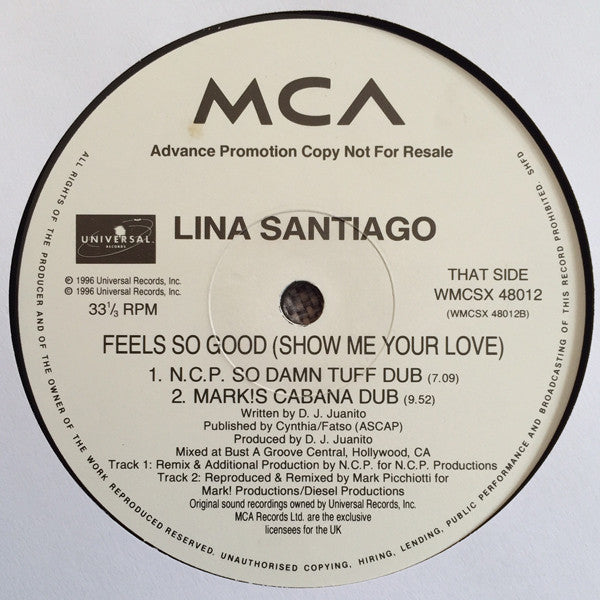 MCA
Advance Promotion Copy Not For Resale
UNIVERSAL
RECORDS
LINA SANTIAGO
℗ 1996 Universal Records, Inc.
© 1996 Universal Records, Inc.
33⅓ RPM
THAT SIDE
WMCSX 48012
(WMCSX 48012B)
FEELS SO GOOD (SHOW ME YOUR LOVE)
1. N.C.P. SO DAMN TUFF DUB (7.09)
2. MARK!S CABANA DUB (9.52)
Written by D. J. Juanito
Published by Cynthia/Fatso (ASCAP)
Produced by D. J. Juanito
Mixed at Bust A Groove Central, Hollywood, CA
Track 1: Remix & Additional Production by N.C.P. for N.C.P. Productions
Track 2: Reproduced & Remixed by Mark Picchiotti for
Mark! Productions/Diesel Productions
Original sound recordings owned by Universal Records, Inc.
MCA Records Ltd. are the exclusive
licensees for the UK
ALL RIGHTS OF THE PRODUCER AND OF THE OWNER OF THE WORK REPRODUCED RESERVED. UNAUTHORISED COPYING, HIRING, LENDING, PUBLIC PERFORMANCE AND BROADCASTING OF THIS RECORD PROHIBITED. SHFD